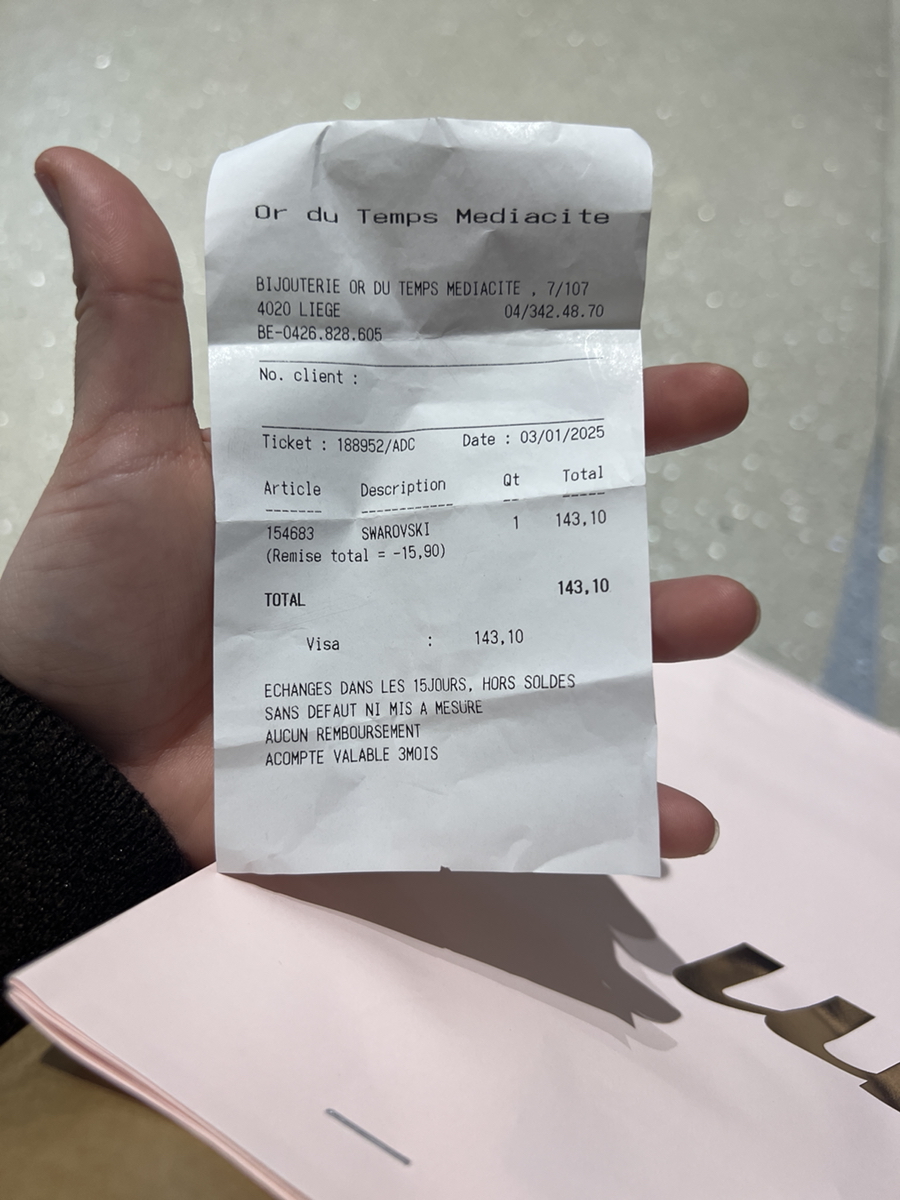 Or du Temps Mediacite
BIJOUTERIE OR DU TEMPS MEDIACITE , 7/107
4020 LIEGE 04/342.48.70
BE-0426.828.605
No. client :
Ticket : 188952/ADC Date : 03/01/2025
Article Description Qt Total
154683 SWAROVSKI 1 143,10
(Remise total = -15,90)
TOTAL 143,10
Visa : 143,10
ECHANGES DANS LES 15JOURS, HORS SOLDES
SANS DEFAUT NI MIS A MESURE
AUCUN REMBOURSEMENT
ACOMPTE VALABLE 3MOIS